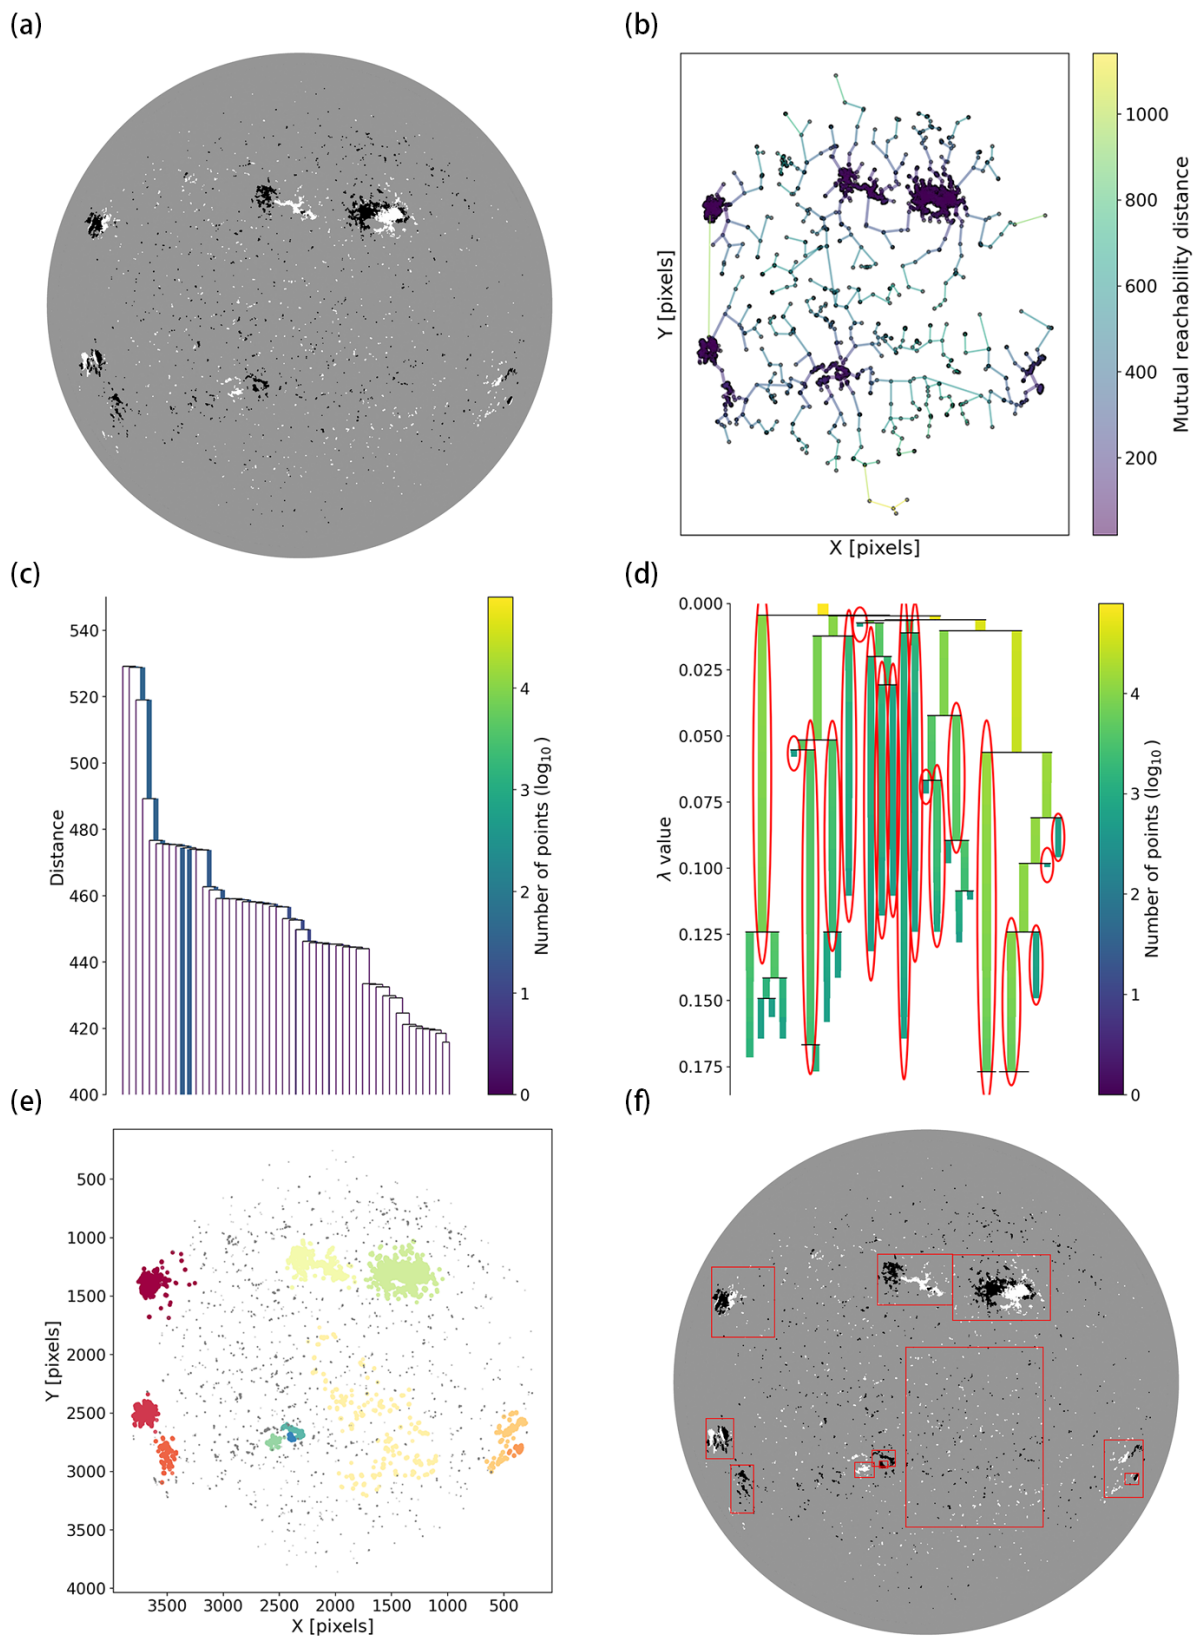 (a)
(b)
1000
800
600
400
200
Mutual reachability distance
Y [pixels]
X [pixels]
(c)
540
520
500
480
460
440
420
400
Distance
4
3
2
1
0
Number of points (log10)
(d)
0.000
0.025
0.050
0.075
0.100
0.125
0.150
0.175
λ value
4
3
2
1
0
Number of points (log10)
(e)
500
1000
1500
2000
2500
3000
3500
4000
Y [pixels]
3500 3000 2500 2000 1500 1000 500
X [pixels]
(f)